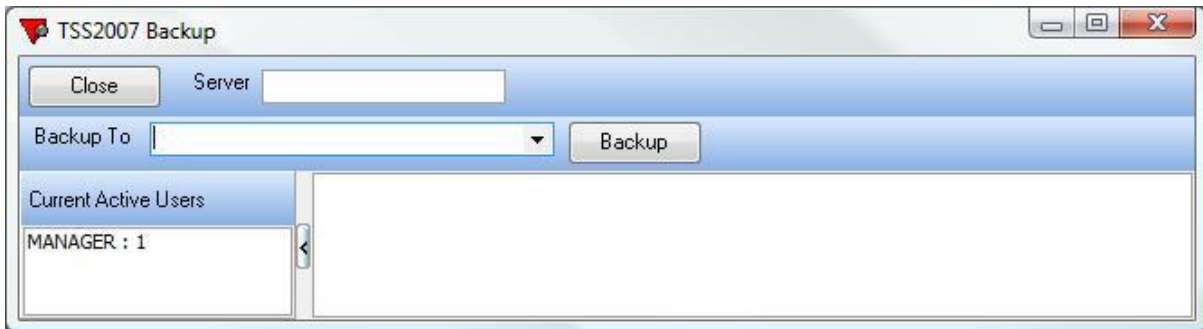 TSS2007 Backup
Close Server
Backup To Backup
Current Active Users
MANAGER : 1